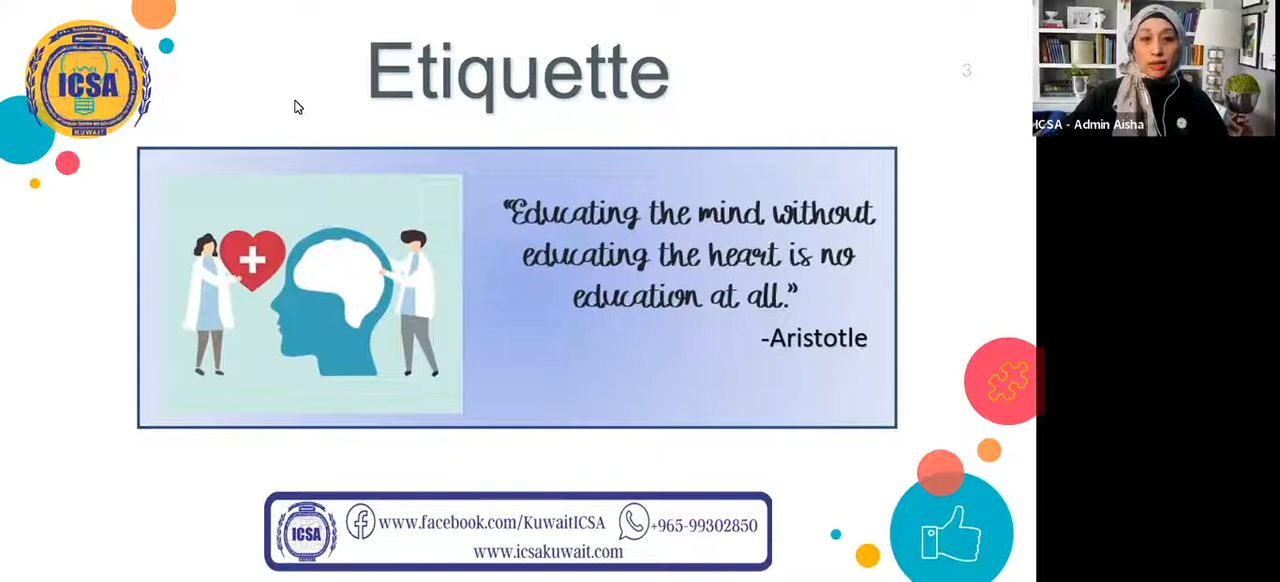 Etiquette
3
ICSA
KUWAIT
ICSA - Admin Aisha
“Educating the mind without
educating the heart is no
education at all.”
-Aristotle
ICSA
www.facebook.com/KuwaitICSA
+965-99302850
www.icsakuwait.com